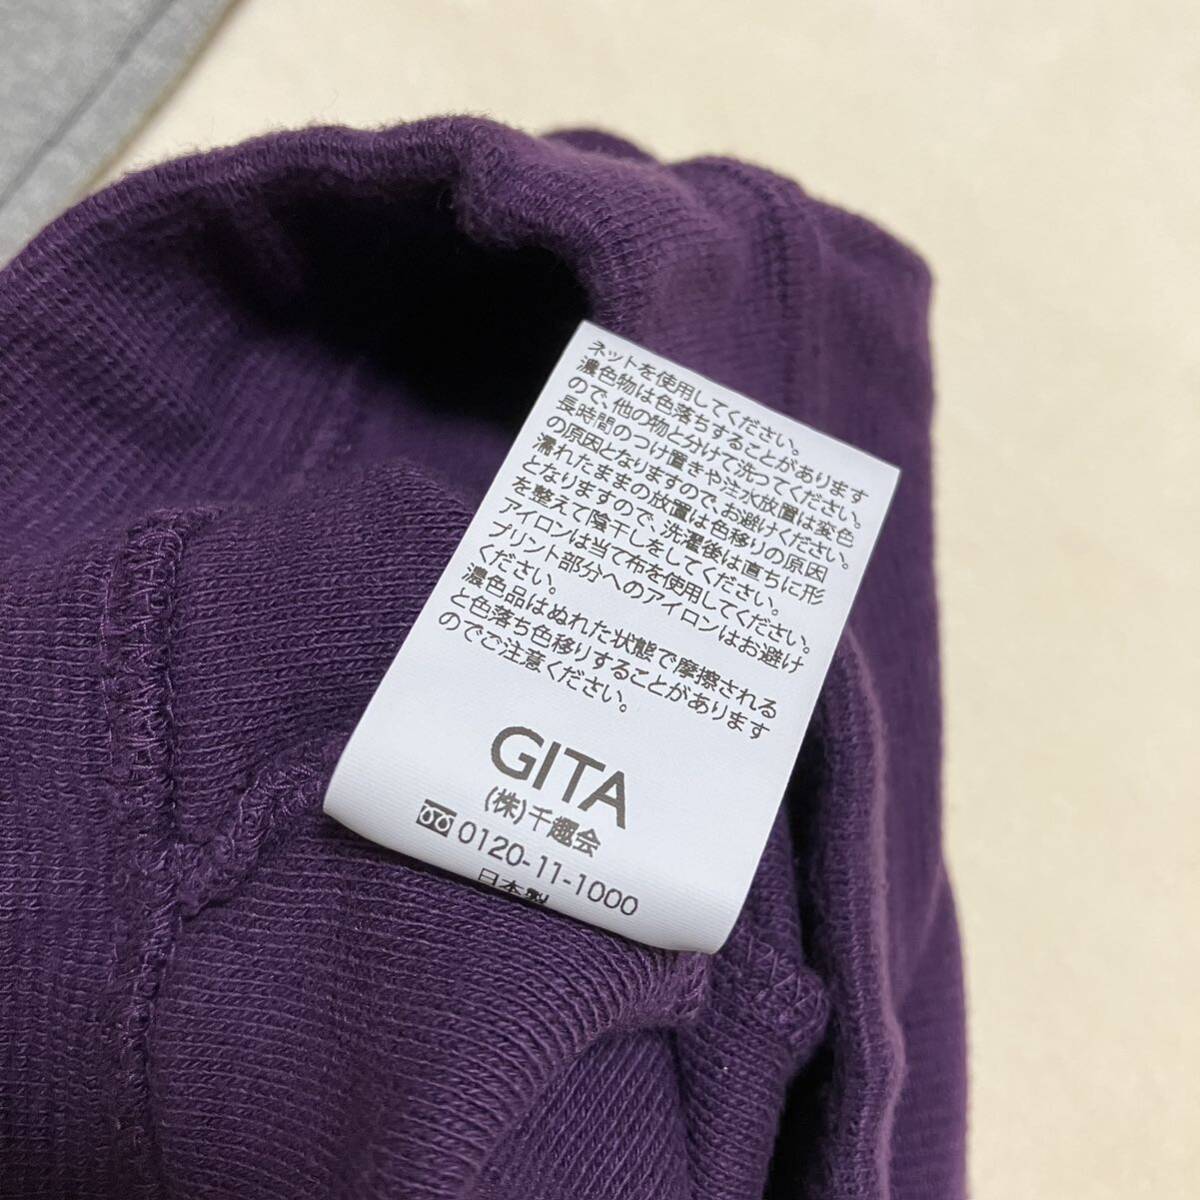 ネットを使用してください。
濃色物は色落ちすることがあります
ので、他の物と分けて洗ってください。
長時間のつけ置きや注水放置は変色
の原因となりますので、お避けください。
濡れたままの放置は色移りの原因
となりますので、洗濯後は直ちに形
を整えて陰干しをしてください。
アイロンは当て布を使用してください。
プリント部分へのアイロンはお避け
ください。
濃色品はぬれた状態で摩擦される
と色落ち色移りすることがあります
のでご注意ください。
GITA
(株)千趣会
0120-11-1000
日本製